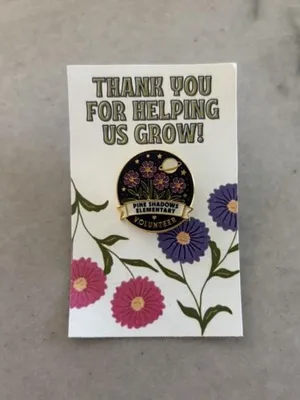 THANK YOU
FOR HELPING
US GROW!
PINE SHADOWS
ELEMENTARY
VOLUNTEER